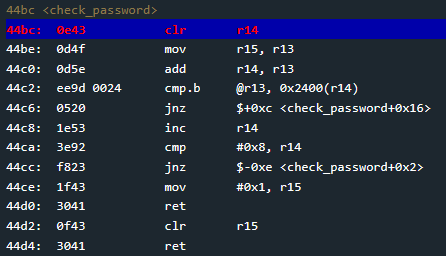 44bc <check_password>
44bc: 0e43 clr r14
44be: 0d4f mov r15, r13
44c0: 0d5e add r14, r13
44c2: ee9d 0024 cmp.b @r13, 0x2400(r14)
44c6: 0520 jnz $+0xc <check_password+0x16>
44c8: 1e53 inc r14
44ca: 3e92 cmp #0x8, r14
44cc: f823 jnz $-0xe <check_password+0x2>
44ce: 1f43 mov #0x1, r15
44d0: 3041 ret
44d2: 0f43 clr r15
44d4: 3041 ret